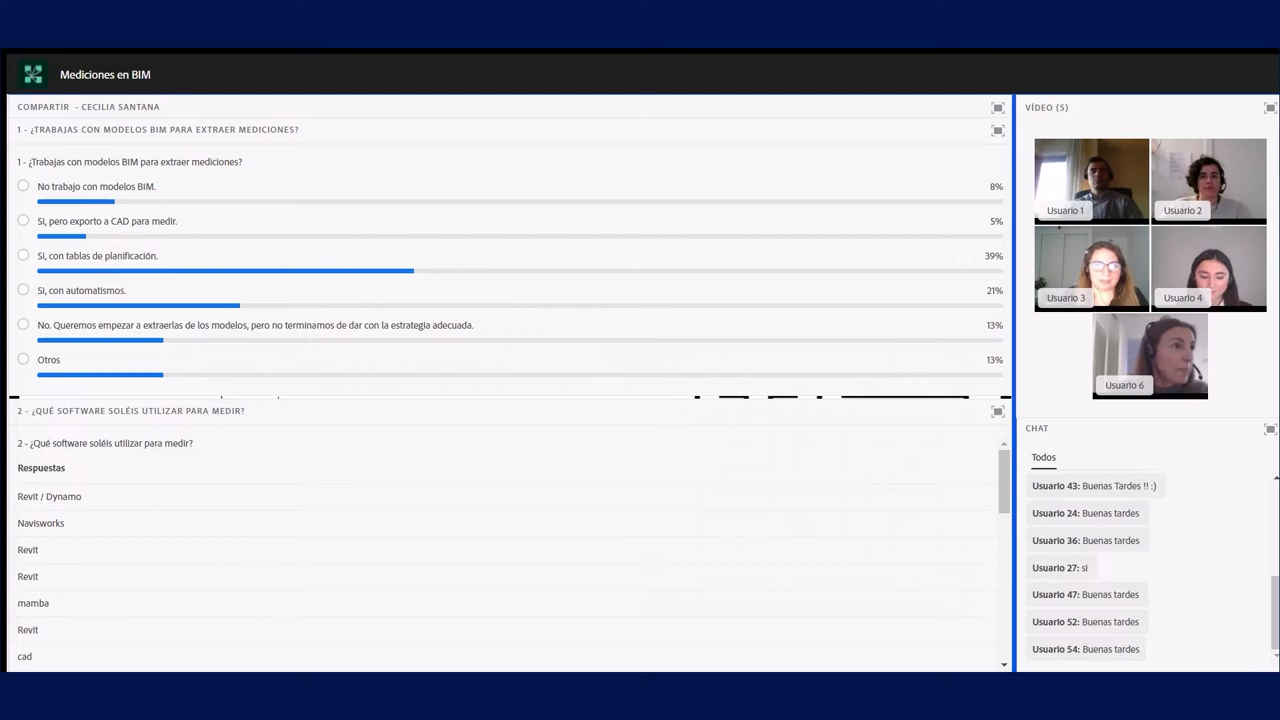 Mediciones en BIM
COMPARTIR - CECILIA SANTANA
1 - ¿TRABAJAS CON MODELOS BIM PARA EXTRAER MEDICIONES?
1 - ¿Trabajas con modelos BIM para extraer mediciones?
No trabajo con modelos BIM. 8%
Si, pero exporto a CAD para medir. 5%
Si, con tablas de planificación. 39%
Si, con automatismos. 21%
No. Queremos empezar a extraerlas de los modelos, pero no terminamos de dar con la estrategia adecuada. 13%
Otros 13%
2 - ¿QUÉ SOFTWARE SOLÉIS UTILIZAR PARA MEDIR?
2 - ¿Qué software soléis utilizar para medir?
Respuestas
Revit / Dynamo
Navisworks
Revit
Revit
mamba
Revit
cad
VÍDEO (5)
Usuario 1
Usuario 2
Usuario 3
Usuario 4
Usuario 6
CHAT
Todos
Usuario 43: Buenas Tardes !! :)
Usuario 24: Buenas tardes
Usuario 36: Buenas tardes
Usuario 27: si
Usuario 47: Buenas tardes
Usuario 52: Buenas tardes
Usuario 54: Buenas tardes